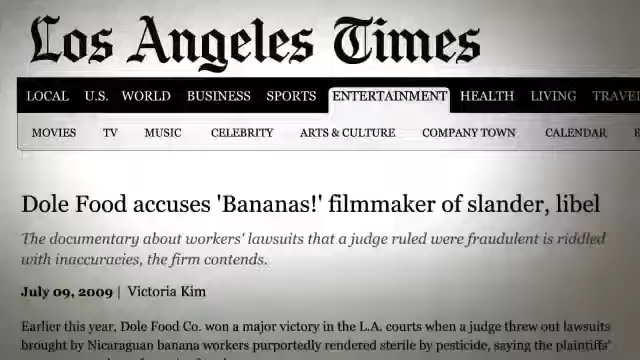 Los Angeles Times
LOCAL U.S. WORLD BUSINESS SPORTS ENTERTAINMENT HEALTH LIVING TRAVEL
MOVIES TV MUSIC CELEBRITY ARTS & CULTURE COMPANY TOWN CALENDAR E
Dole Food accuses 'Bananas!' filmmaker of slander, libel
The documentary about workers' lawsuits that a judge ruled were fraudulent is riddled
with inaccuracies, the firm contends.
July 09, 2009 | Victoria Kim
Earlier this year, Dole Food Co. won a major victory in the L.A. courts when a judge threw out lawsuits
brought by Nicaraguan banana workers purportedly rendered sterile by pesticide, saying the plaintiffs'